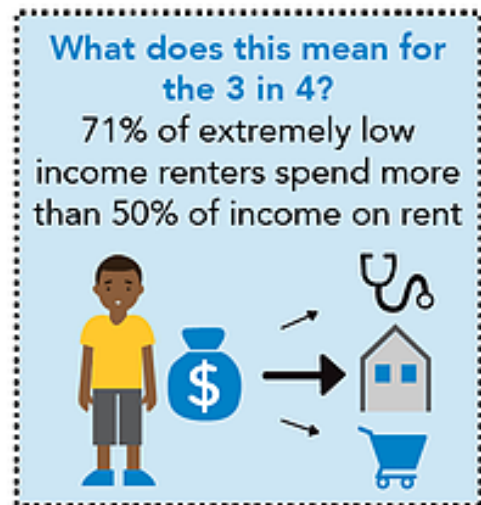 What does this mean for
the 3 in 4?
71% of extremely low
income renters spend more
than 50% of income on rent
$